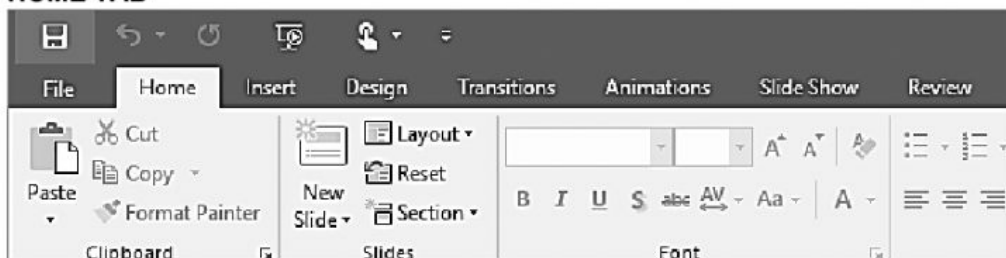 HOME TAB
File Home Insert Design Transitions Animations Slide Show Review
Cut
Copy
Paste
Format Painter
New
Slide
Layout
Reset
Section
B I U S abc AV Aa A
A A A
Clipboard Slides Font